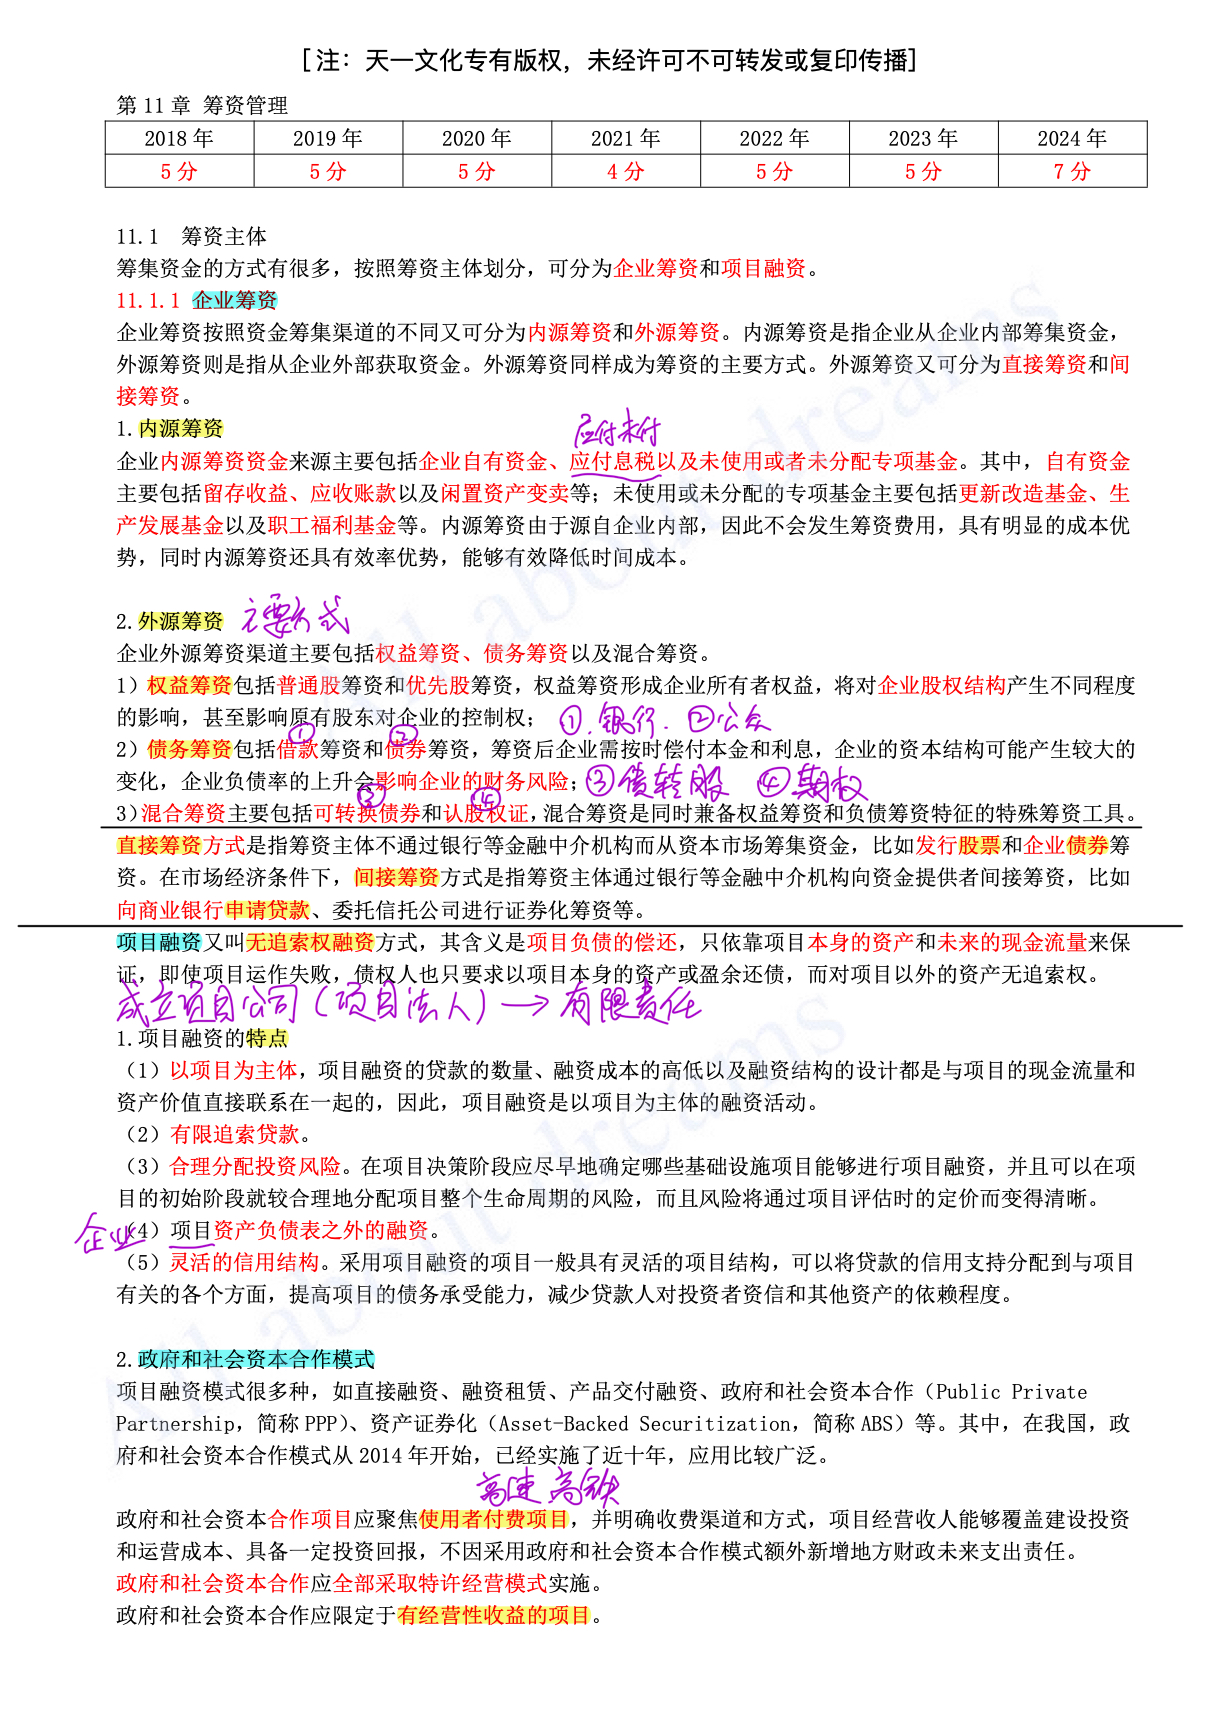 [注：天一文化专有版权，未经许可不可转发或复印传播]
第 11 章 筹资管理
2018 年 2019 年 2020 年 2021 年 2022 年 2023 年 2024 年
5 分 5 分 5 分 4 分 5 分 5 分 7 分
11.1 筹资主体
筹集资金的方式有很多，按照筹资主体划分，可分为企业筹资和项目融资。
11.1.1 企业筹资
企业筹资按照资金筹集渠道的不同又可分为内源筹资和外源筹资。内源筹资是指企业从企业内部筹集资金，
外源筹资则是指从企业外部获取资金。外源筹资同样成为筹资的主要方式。外源筹资又可分为直接筹资和间
接筹资。
1.内源筹资
应付未付
企业内源筹资资金来源主要包括企业自有资金、应付息税以及未使用或者未分配专项基金。其中，自有资金
主要包括留存收益、应收账款以及闲置资产变卖等；未使用或未分配的专项基金主要包括更新改造基金、生
产发展基金以及职工福利基金等。内源筹资由于源自企业内部，因此不会发生筹资费用，具有明显的成本优
势，同时内源筹资还具有效率优势，能够有效降低时间成本。
2.外源筹资 主要方式
企业外源筹资渠道主要包括权益筹资、债务筹资以及混合筹资。
1）权益筹资包括普通股筹资和优先股筹资，权益筹资形成企业所有者权益，将对企业股权结构产生不同程度
的影响，甚至影响原有股东对企业的控制权； ①.银行. ②公众
① ②
2）债务筹资包括借款筹资和债券筹资，筹资后企业需按时偿付本金和利息，企业的资本结构可能产生较大的
变化，企业负债率的上升会影响企业的财务风险；③债转股 ④期权
③ ④
3）混合筹资主要包括可转换债券和认股权证，混合筹资是同时兼备权益筹资和负债筹资特征的特殊筹资工具。
直接筹资方式是指筹资主体不通过银行等金融中介机构而从资本市场筹集资金，比如发行股票和企业债券筹
资。在市场经济条件下，间接筹资方式是指筹资主体通过银行等金融中介机构向资金提供者间接筹资，比如
向商业银行申请贷款、委托信托公司进行证券化筹资等。
项目融资又叫无追索权融资方式，其含义是项目负债的偿还，只依靠项目本身的资产和未来的现金流量来保
证，即使项目运作失败，债权人也只要求以项目本身的资产或盈余还债，而对项目以外的资产无追索权。
成立项目公司（项目法人）→有限责任
1.项目融资的特点
（1）以项目为主体，项目融资的贷款的数量、融资成本的高低以及融资结构的设计都是与项目的现金流量和
资产价值直接联系在一起的，因此，项目融资是以项目为主体的融资活动。
（2）有限追索贷款。
（3）合理分配投资风险。在项目决策阶段应尽早地确定哪些基础设施项目能够进行项目融资，并且可以在项
目的初始阶段就较合理地分配项目整个生命周期的风险，而且风险将通过项目评估时的定价而变得清晰。
企业
（4）项目资产负债表之外的融资。
（5）灵活的信用结构。采用项目融资的项目一般具有灵活的项目结构，可以将贷款的信用支持分配到与项目
有关的各个方面，提高项目的债务承受能力，减少贷款人对投资者资信和其他资产的依赖程度。
2.政府和社会资本合作模式
项目融资模式很多种，如直接融资、融资租赁、产品交付融资、政府和社会资本合作（Public Private
Partnership，简称 PPP）、资产证券化（Asset-Backed Securitization，简称 ABS）等。其中，在我国，政
府和社会资本合作模式从 2014 年开始，已经实施了近十年，应用比较广泛。
高速 高铁
政府和社会资本合作项目应聚焦使用者付费项目，并明确收费渠道和方式，项目经营收人能够覆盖建设投资
和运营成本、具备一定投资回报，不因采用政府和社会资本合作模式额外新增地方财政未来支出责任。
政府和社会资本合作应全部采取特许经营模式实施。
政府和社会资本合作应限定于有经营性收益的项目。
All about dreams
All about dreams